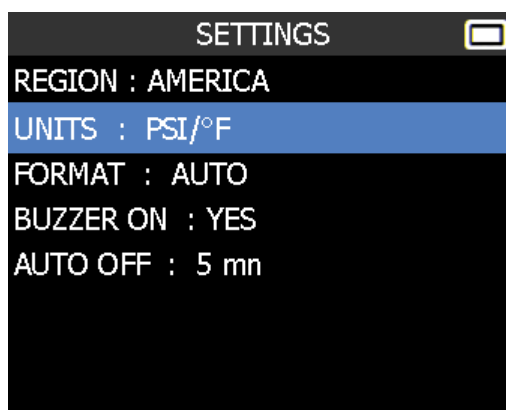 SETTINGS
REGION : AMERICA
UNITS : PSI/°F
FORMAT : AUTO
BUZZER ON : YES
AUTO OFF : 5 mn